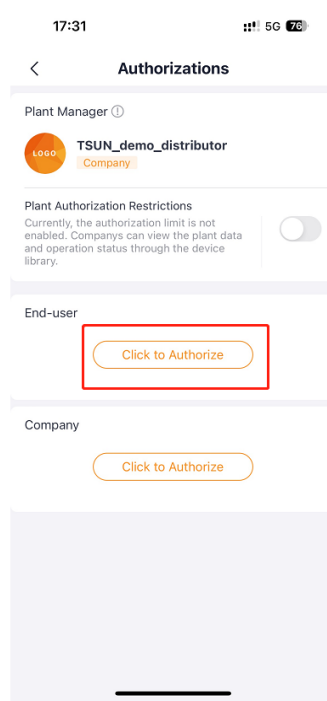 17:31
5G 76
Authorizations
Plant Manager
LOGO
TSUN_demo_distributor
Company
Plant Authorization Restrictions
Currently, the authorization limit is not
enabled. Companys can view the plant data
and operation status through the device
library.
End-user
Click to Authorize
Company
Click to Authorize